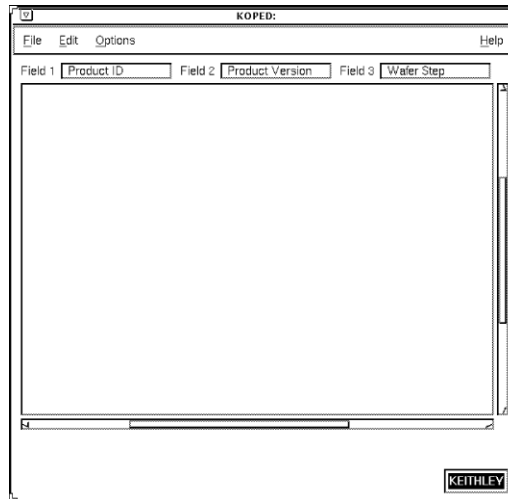 KOPED:
File Edit Options Help
Field 1 Product ID Field 2 Product Version Field 3 Wafer Step
KEITHLEY